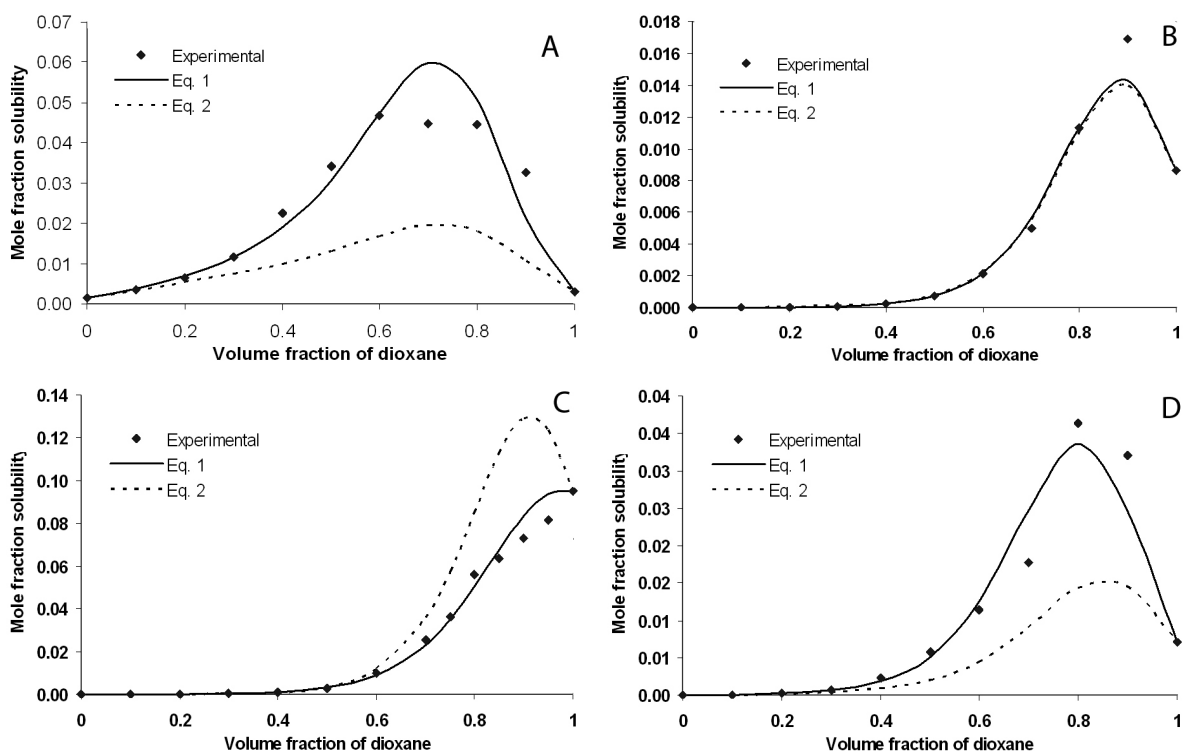 A
Mole fraction solubility
0.07
0.06
0.05
0.04
0.03
0.02
0.01
0.00
Experimental
Eq. 1
Eq. 2
0
0.2
0.4
0.6
0.8
1
Volume fraction of dioxane
B
Mole fraction solubility
0.018
0.016
0.014
0.012
0.010
0.008
0.006
0.004
0.002
0.000
Experimental
Eq. 1
Eq. 2
0
0.2
0.4
0.6
0.8
1
Volume fraction of dioxane
C
Mole fraction solubility
0.14
0.13
0.12
0.10
0.08
0.06
0.04
0.02
0.00
Experimental
Eq. 1
Eq. 2
0
0.2
0.4
0.6
0.8
1
Volume fraction of dioxane
D
Mole fraction solubility
0.04
0.04
0.03
0.03
0.02
0.02
0.01
0.01
0.00
Experimental
Eq. 1
Eq. 2
0
0.2
0.4
0.6
0.8
1
Volume fraction of dioxane